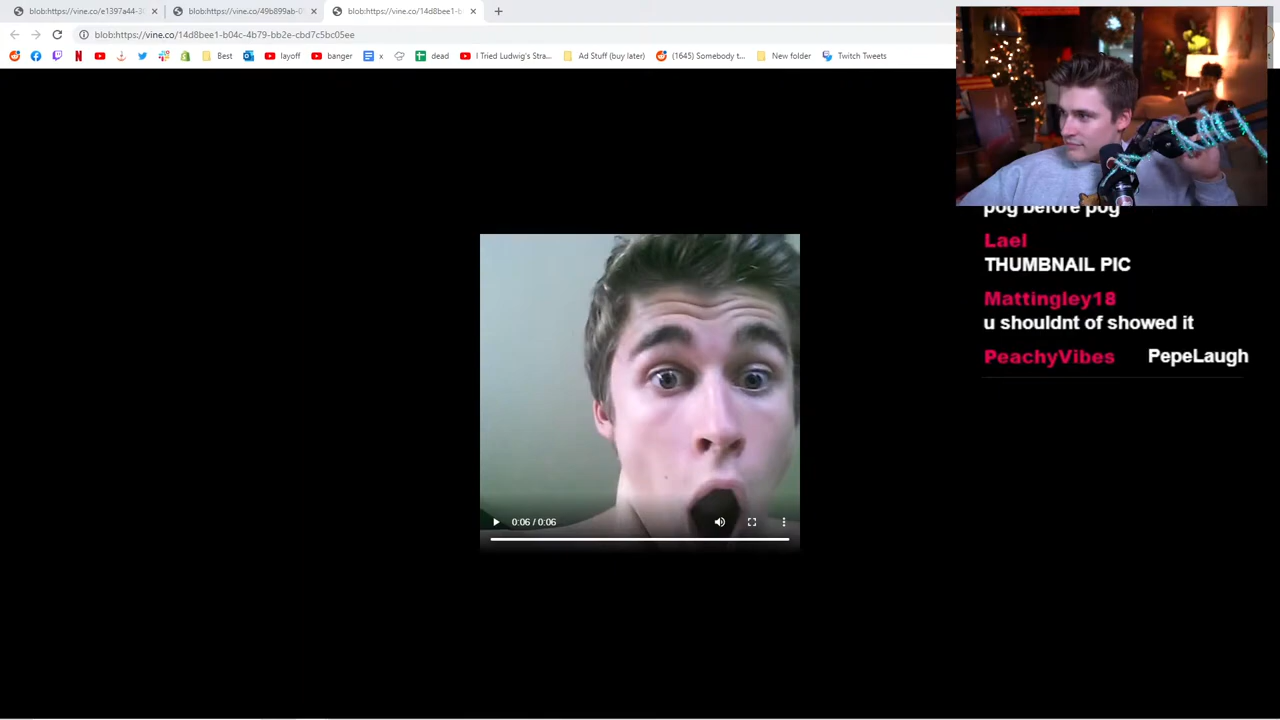 blob:https://vine.co/e1397a44-3
blob:https://vine.co/49b899ab-0
blob:https://vine.co/14d8bee1-b
blob:https://vine.co/14d8bee1-b04c-4b79-bb2e-cbd7c5bc05ee
Best
layoff
banger
x
dead
I Tried Ludwig's Stra...
Ad Stuff (buy later)
(1645) Somebody t...
New folder
Twitch Tweets
pog before pog
Lael
THUMBNAIL PIC
Mattingley18
u shouldnt of showed it
PeachyVibes PepeLaugh
0:06 / 0:06